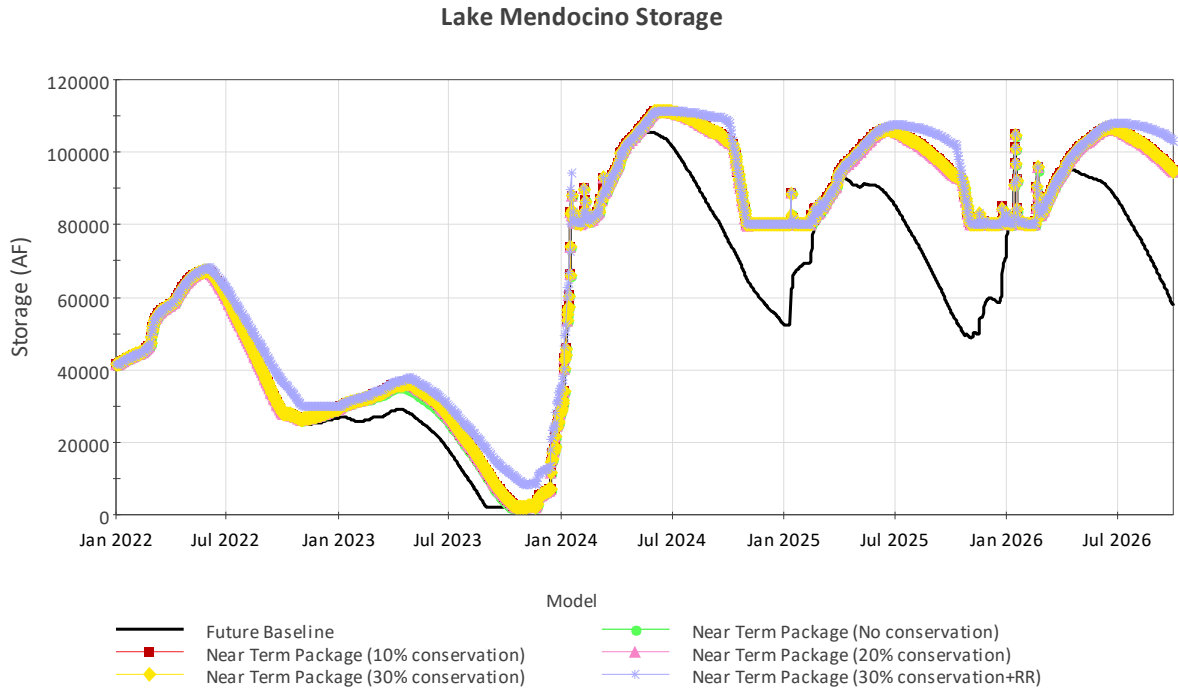 Lake Mendocino Storage
120000
100000
80000
60000
40000
20000
0
Storage (AF)
Jan 2022 Jul 2022 Jan 2023 Jul 2023 Jan 2024 Jul 2024 Jan 2025 Jul 2025 Jan 2026 Jul 2026
Model
Future Baseline Near Term Package (No conservation)
Near Term Package (10% conservation) Near Term Package (20% conservation)
Near Term Package (30% conservation) Near Term Package (30% conservation+RR)